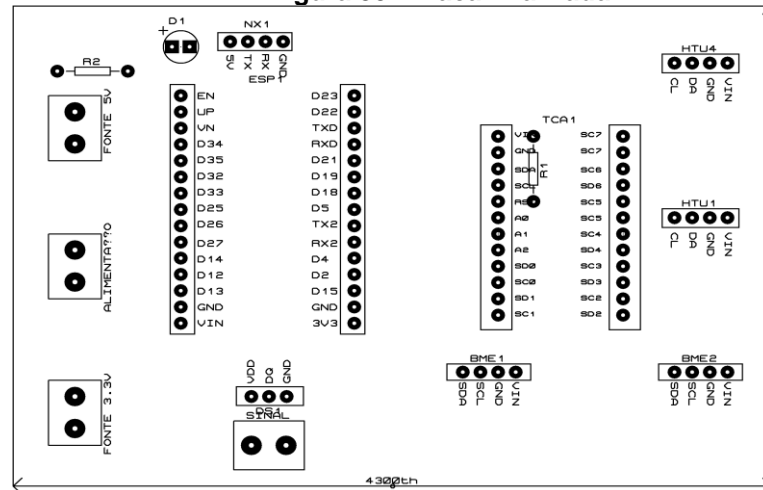 D1
+
NX1
5V
TX
RX
GND
R2
ESP1
FONTE 5V
ALIMENTA??O
FONTE 3.3V
EN
UP
VN
D34
D35
D32
D33
D25
D26
D27
D14
D12
D13
GND
VIN
D23
D22
TXD
RXD
D21
D19
D18
D5
TX2
RX2
D4
D2
D15
GND
3V3
VDD
DQ
GND
DS1
SINAL
TCA1
R1
GND
SDA
A0
A1
A2
SD0
SC0
SD1
SC1
SC7
SC7
SC6
SD6
SC5
SC5
SC4
SD4
SC3
SD3
SC2
SD2
HTU4
CL
DA
GND
VIN
HTU1
CL
DA
GND
VIN
BME1
SDA
SCL
GND
VIN
BME2
SDA
SCL
GND
VIN
4300th